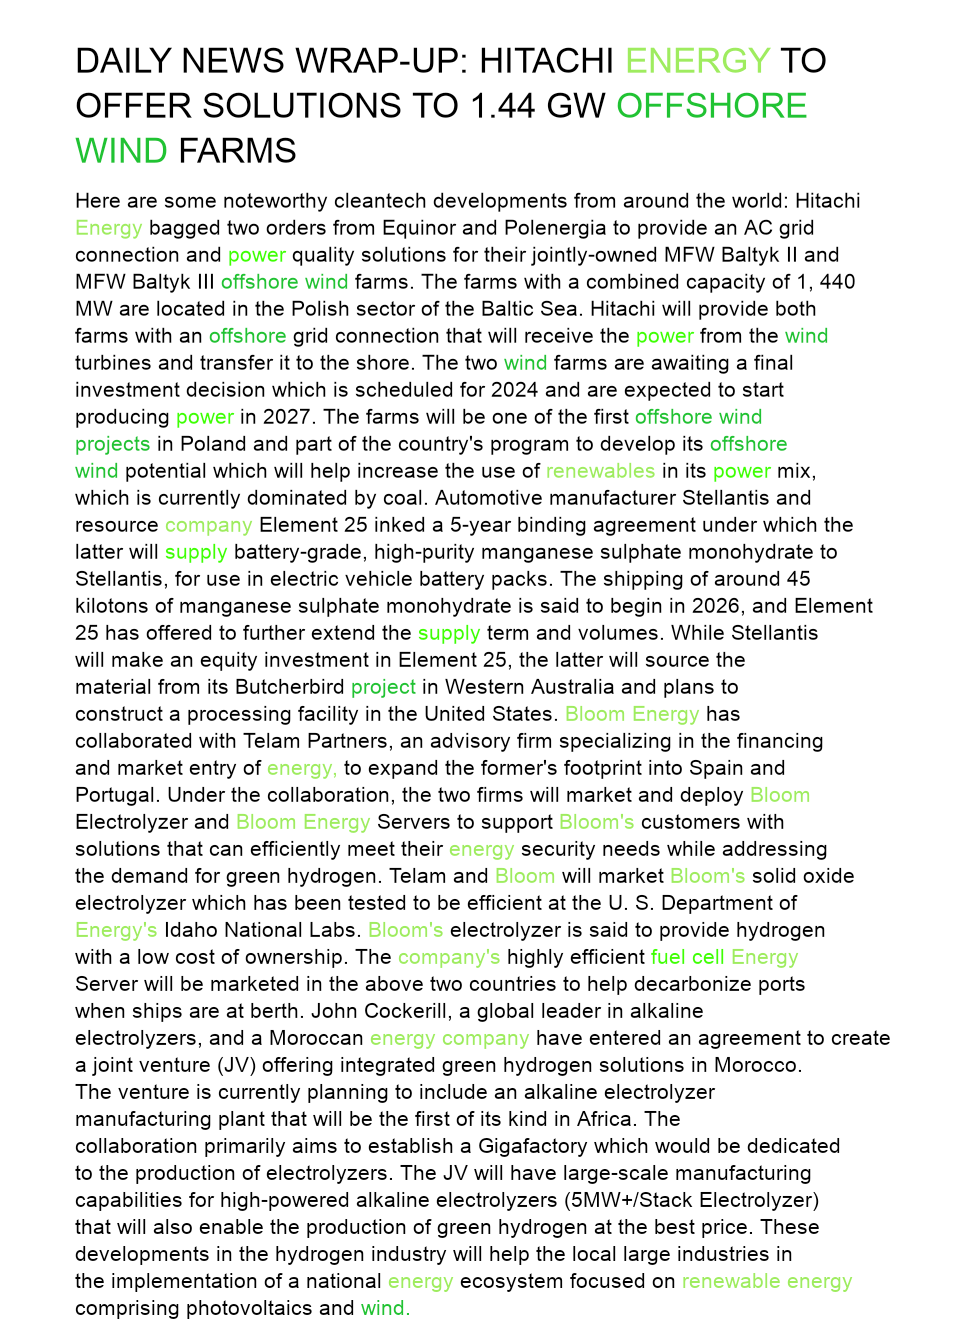 DAILY NEWS WRAP-UP: HITACHI ENERGY TO
OFFER SOLUTIONS TO 1.44 GW OFFSHORE
WIND FARMS
Here are some noteworthy cleantech developments from around the world: Hitachi
Energy bagged two orders from Equinor and Polenergia to provide an AC grid
connection and power quality solutions for their jointly-owned MFW Baltyk II and
MFW Baltyk III offshore wind farms. The farms with a combined capacity of 1, 440
MW are located in the Polish sector of the Baltic Sea. Hitachi will provide both
farms with an offshore grid connection that will receive the power from the wind
turbines and transfer it to the shore. The two wind farms are awaiting a final
investment decision which is scheduled for 2024 and are expected to start
producing power in 2027. The farms will be one of the first offshore wind
projects in Poland and part of the country's program to develop its offshore
wind potential which will help increase the use of renewables in its power mix,
which is currently dominated by coal. Automotive manufacturer Stellantis and
resource company Element 25 inked a 5-year binding agreement under which the
latter will supply battery-grade, high-purity manganese sulphate monohydrate to
Stellantis, for use in electric vehicle battery packs. The shipping of around 45
kilotons of manganese sulphate monohydrate is said to begin in 2026, and Element
25 has offered to further extend the supply term and volumes. While Stellantis
will make an equity investment in Element 25, the latter will source the
material from its Butcherbird project in Western Australia and plans to
construct a processing facility in the United States. Bloom Energy has
collaborated with Telam Partners, an advisory firm specializing in the financing
and market entry of energy, to expand the former's footprint into Spain and
Portugal. Under the collaboration, the two firms will market and deploy Bloom
Electrolyzer and Bloom Energy Servers to support Bloom's customers with
solutions that can efficiently meet their energy security needs while addressing
the demand for green hydrogen. Telam and Bloom will market Bloom's solid oxide
electrolyzer which has been tested to be efficient at the U. S. Department of
Energy's Idaho National Labs. Bloom's electrolyzer is said to provide hydrogen
with a low cost of ownership. The company's highly efficient fuel cell Energy
Server will be marketed in the above two countries to help decarbonize ports
when ships are at berth. John Cockerill, a global leader in alkaline
electrolyzers, and a Moroccan energy company have entered an agreement to create
a joint venture (JV) offering integrated green hydrogen solutions in Morocco.
The venture is currently planning to include an alkaline electrolyzer
manufacturing plant that will be the first of its kind in Africa. The
collaboration primarily aims to establish a Gigafactory which would be dedicated
to the production of electrolyzers. The JV will have large-scale manufacturing
capabilities for high-powered alkaline electrolyzers (5MW+/Stack Electrolyzer)
that will also enable the production of green hydrogen at the best price. These
developments in the hydrogen industry will help the local large industries in
the implementation of a national energy ecosystem focused on renewable energy
comprising photovoltaics and wind.